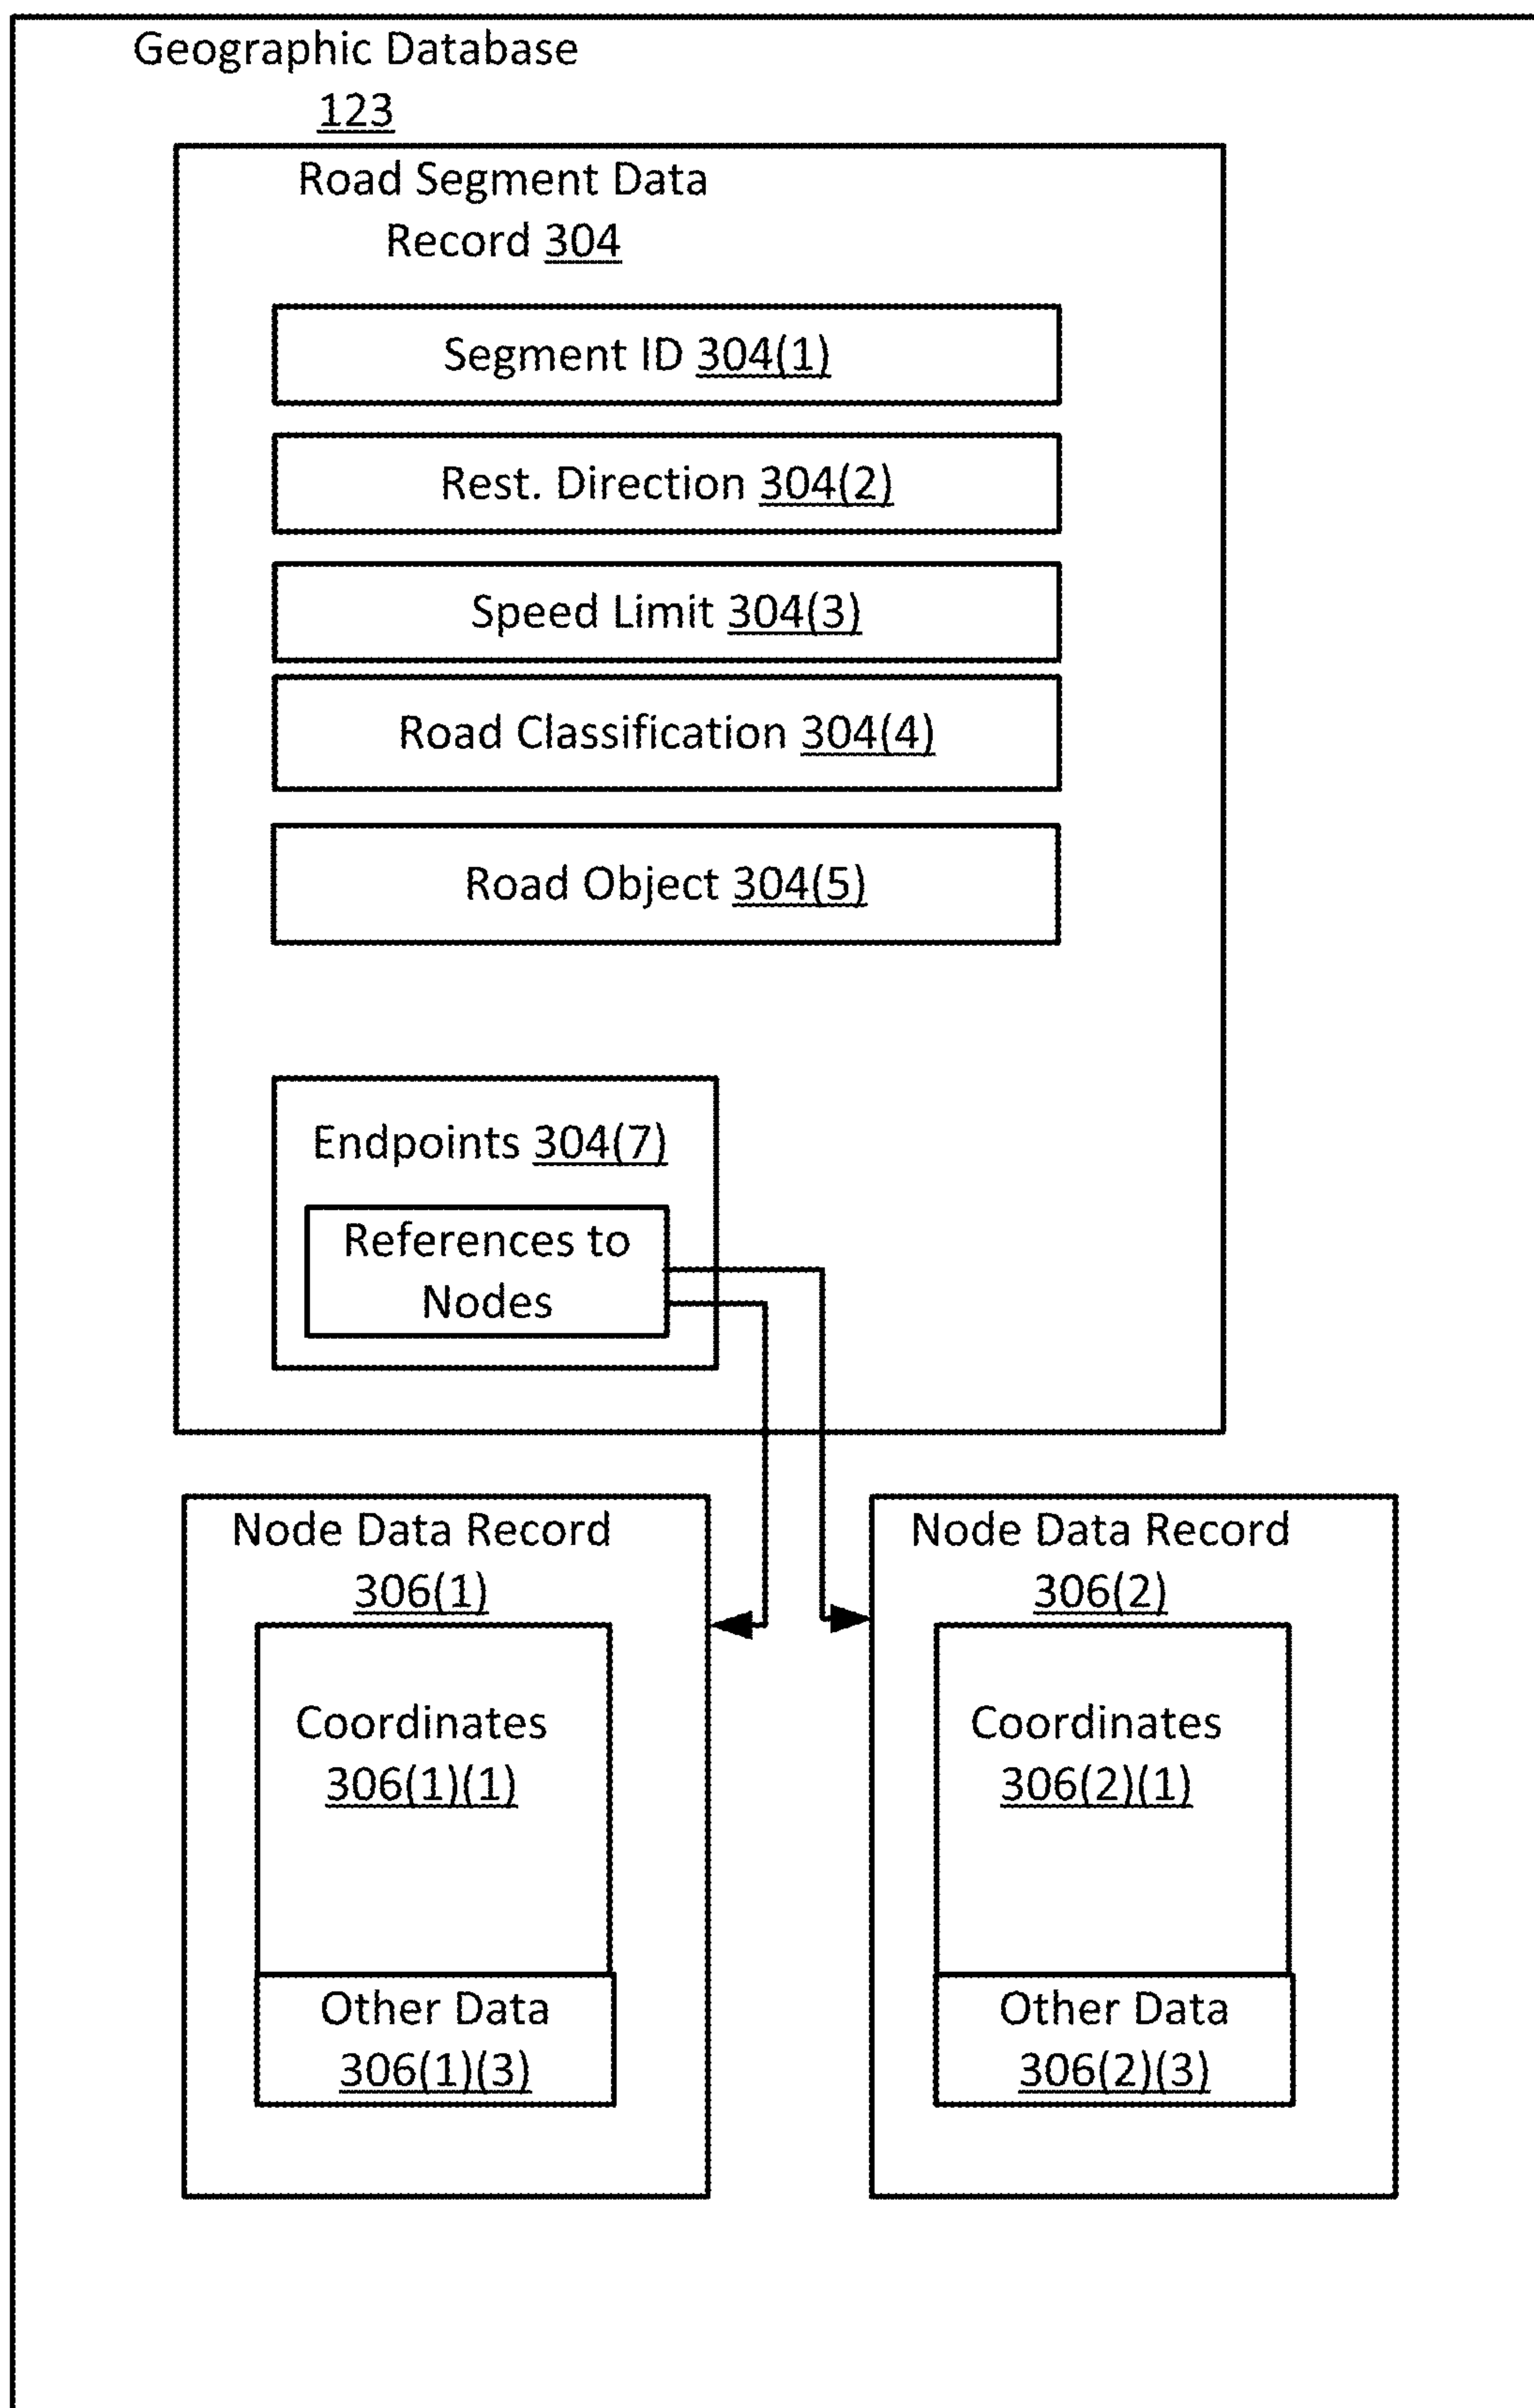 Geographic Database
123
Road Segment Data
Record 304
Segment ID 304(1)
Rest. Direction 304(2)
Speed Limit 304(3)
Road Classification 304(4)
Road Object 304(5)
Endpoints 304(7)
References to
Nodes
Node Data Record
306(1)
Coordinates
306(1)(1)
Other Data
306(1)(3)
Node Data Record
306(2)
Coordinates
306(2)(1)
Other Data
306(2)(3)